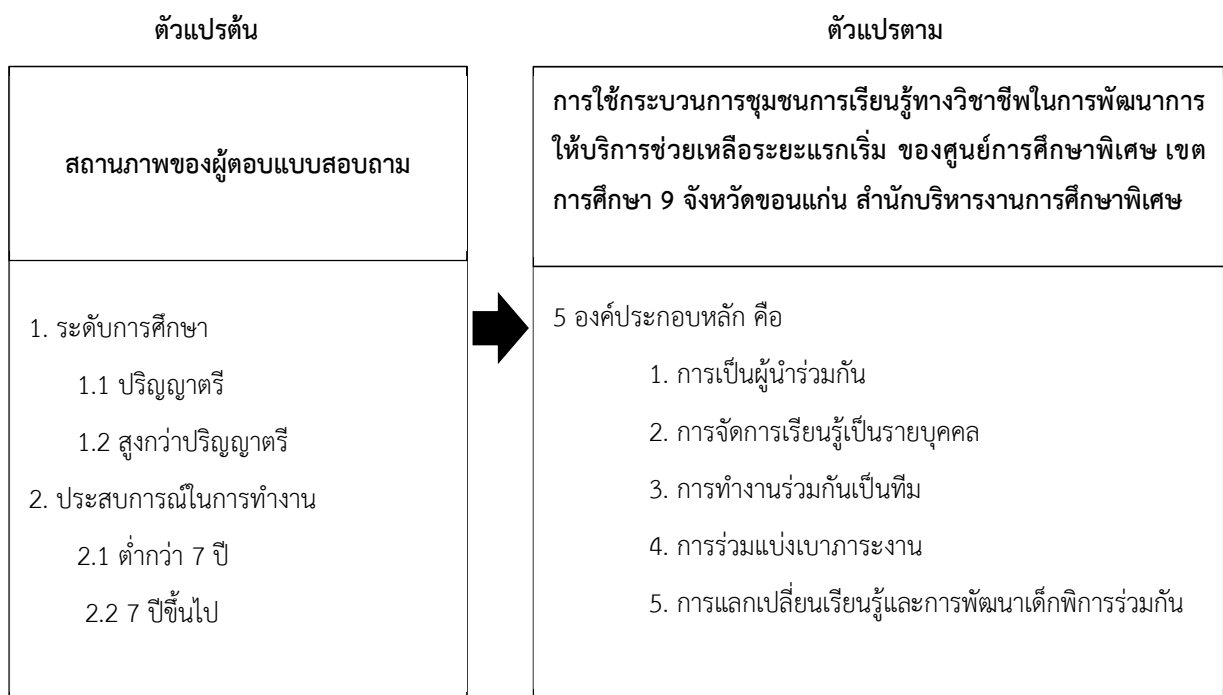 ตัวแปรต้น
สถานภาพของผู้ตอบแบบสอบถาม
1. ระดับการศึกษา
1.1 ปริญญาตรี
1.2 สูงกว่าปริญญาตรี
2. ประสบการณ์ในการทำงาน
2.1 ต่ำกว่า 7 ปี
2.2 7 ปีขึ้นไป
ตัวแปรตาม
การใช้กระบวนการชุมชนการเรียนรู้ทางวิชาชีพในการพัฒนาการ
ให้บริการช่วยเหลือระยะแรกเริ่ม ของศูนย์การศึกษาพิเศษ เขต
การศึกษา 9 จังหวัดขอนแก่น สำนักบริหารงานการศึกษาพิเศษ
5 องค์ประกอบหลัก คือ
1. การเป็นผู้นำร่วมกัน
2. การจัดการเรียนรู้เป็นรายบุคคล
3. การทำงานร่วมกันเป็นทีม
4. การร่วมแบ่งเบาภาระงาน
5. การแลกเปลี่ยนเรียนรู้และการพัฒนาเด็กพิการร่วมกัน